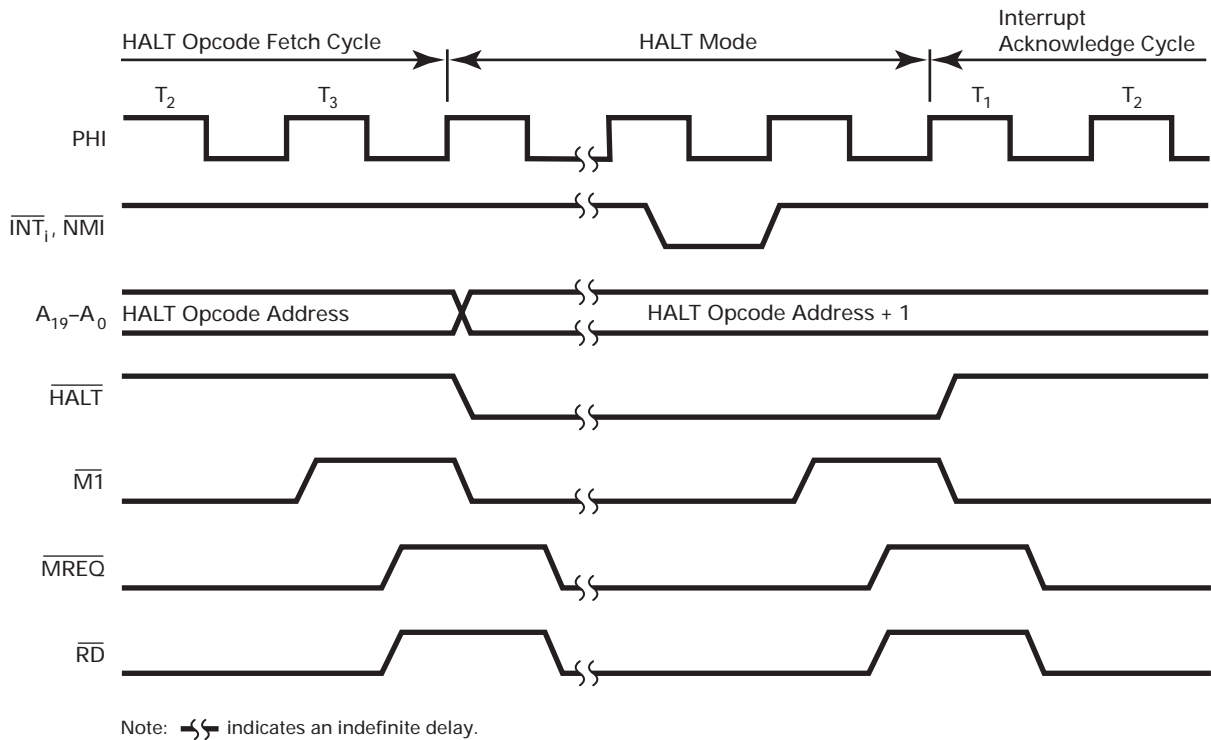 HALT Opcode Fetch Cycle HALT Mode Interrupt
Acknowledge Cycle
T2 T3 T1 T2
PHI
INTi, NMI
A19–A0 HALT Opcode Address HALT Opcode Address + 1
HALT
M1
MREQ
RD
Note: indicates an indefinite delay.